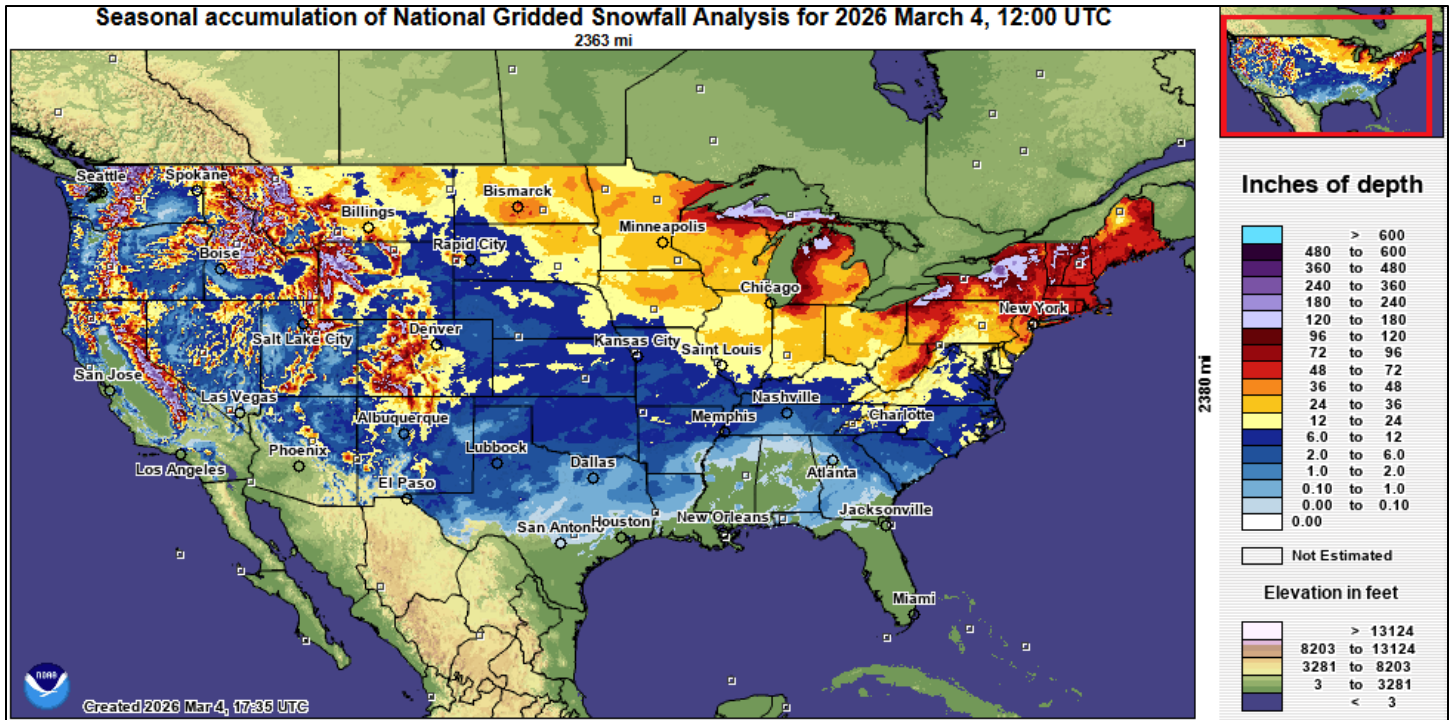 Seasonal accumulation of National Gridded Snowfall Analysis for 2026 March 4, 12:00 UTC
2363 mi
2380 mi
Seattle
Spokane
Billings
Bismarck
Minneapolis
Rapid City
Boise
Chicago
New York
Salt Lake City
Denver
Kansas City
Saint Louis
San Jose
Las Vegas
Nashville
Albuquerque
Memphis
Charlotte
Los Angeles
Phoenix
Lubbock
Dallas
Atlanta
El Paso
San Antonio
Houston
New Orleans
Jacksonville
Miami
NOAA
Created 2026 Mar 4, 17:35 UTC
Inches of depth
> 600
480 to 600
360 to 480
240 to 360
180 to 240
120 to 180
96 to 120
72 to 96
48 to 72
36 to 48
24 to 36
12 to 24
6.0 to 12
2.0 to 6.0
1.0 to 2.0
0.10 to 1.0
0.00 to 0.10
0.00
Not Estimated
Elevation in feet
> 13124
8203 to 13124
3281 to 8203
3 to 3281
< 3